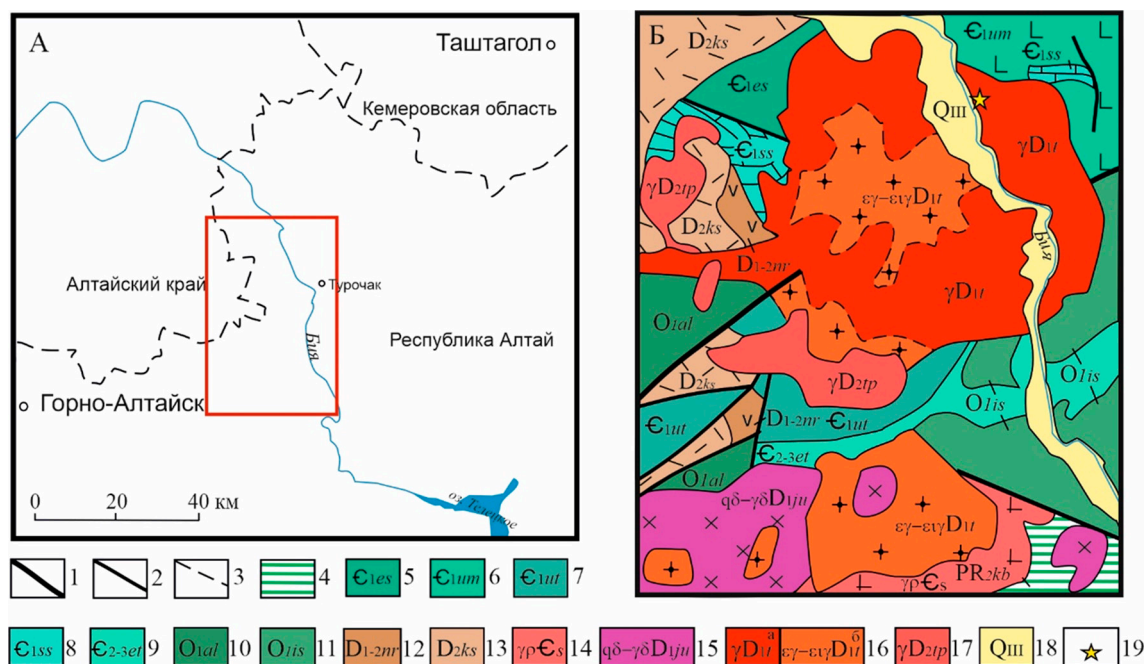 А
Таштагол
Кемеровская область
Алтайский край
Турочак
Бия
Республика Алтай
Горно-Алтайск
0 20 40 км
оз. Телецкое
Б
D2ks
Є1um
Є1ss
Є1es
QIII
γD1t
Є1ss
γD2tp
εγ–ειγD1t
D2ks
v
v
Бия
D1-2nr
γD1t
O1al
D2ks
γD2tp
O1is
O1is
Є1ut
v
D1-2nr
Є1ut
Є2-3et
O1al
qδ–γδD1ju
εγ–ειγD1t
PR2kb
γρЄs
1
2
3
4
Є1es 5
Є1um 6
Є1ut 7
Є1ss 8
Є2-3et 9
O1al 10
O1is 11
D1-2nr 12
D2ks 13
γρЄs 14
qδ–γδD1ju 15
γD1t а εγ–ειγD1t б 16
γD2tp 17
QIII 18
19